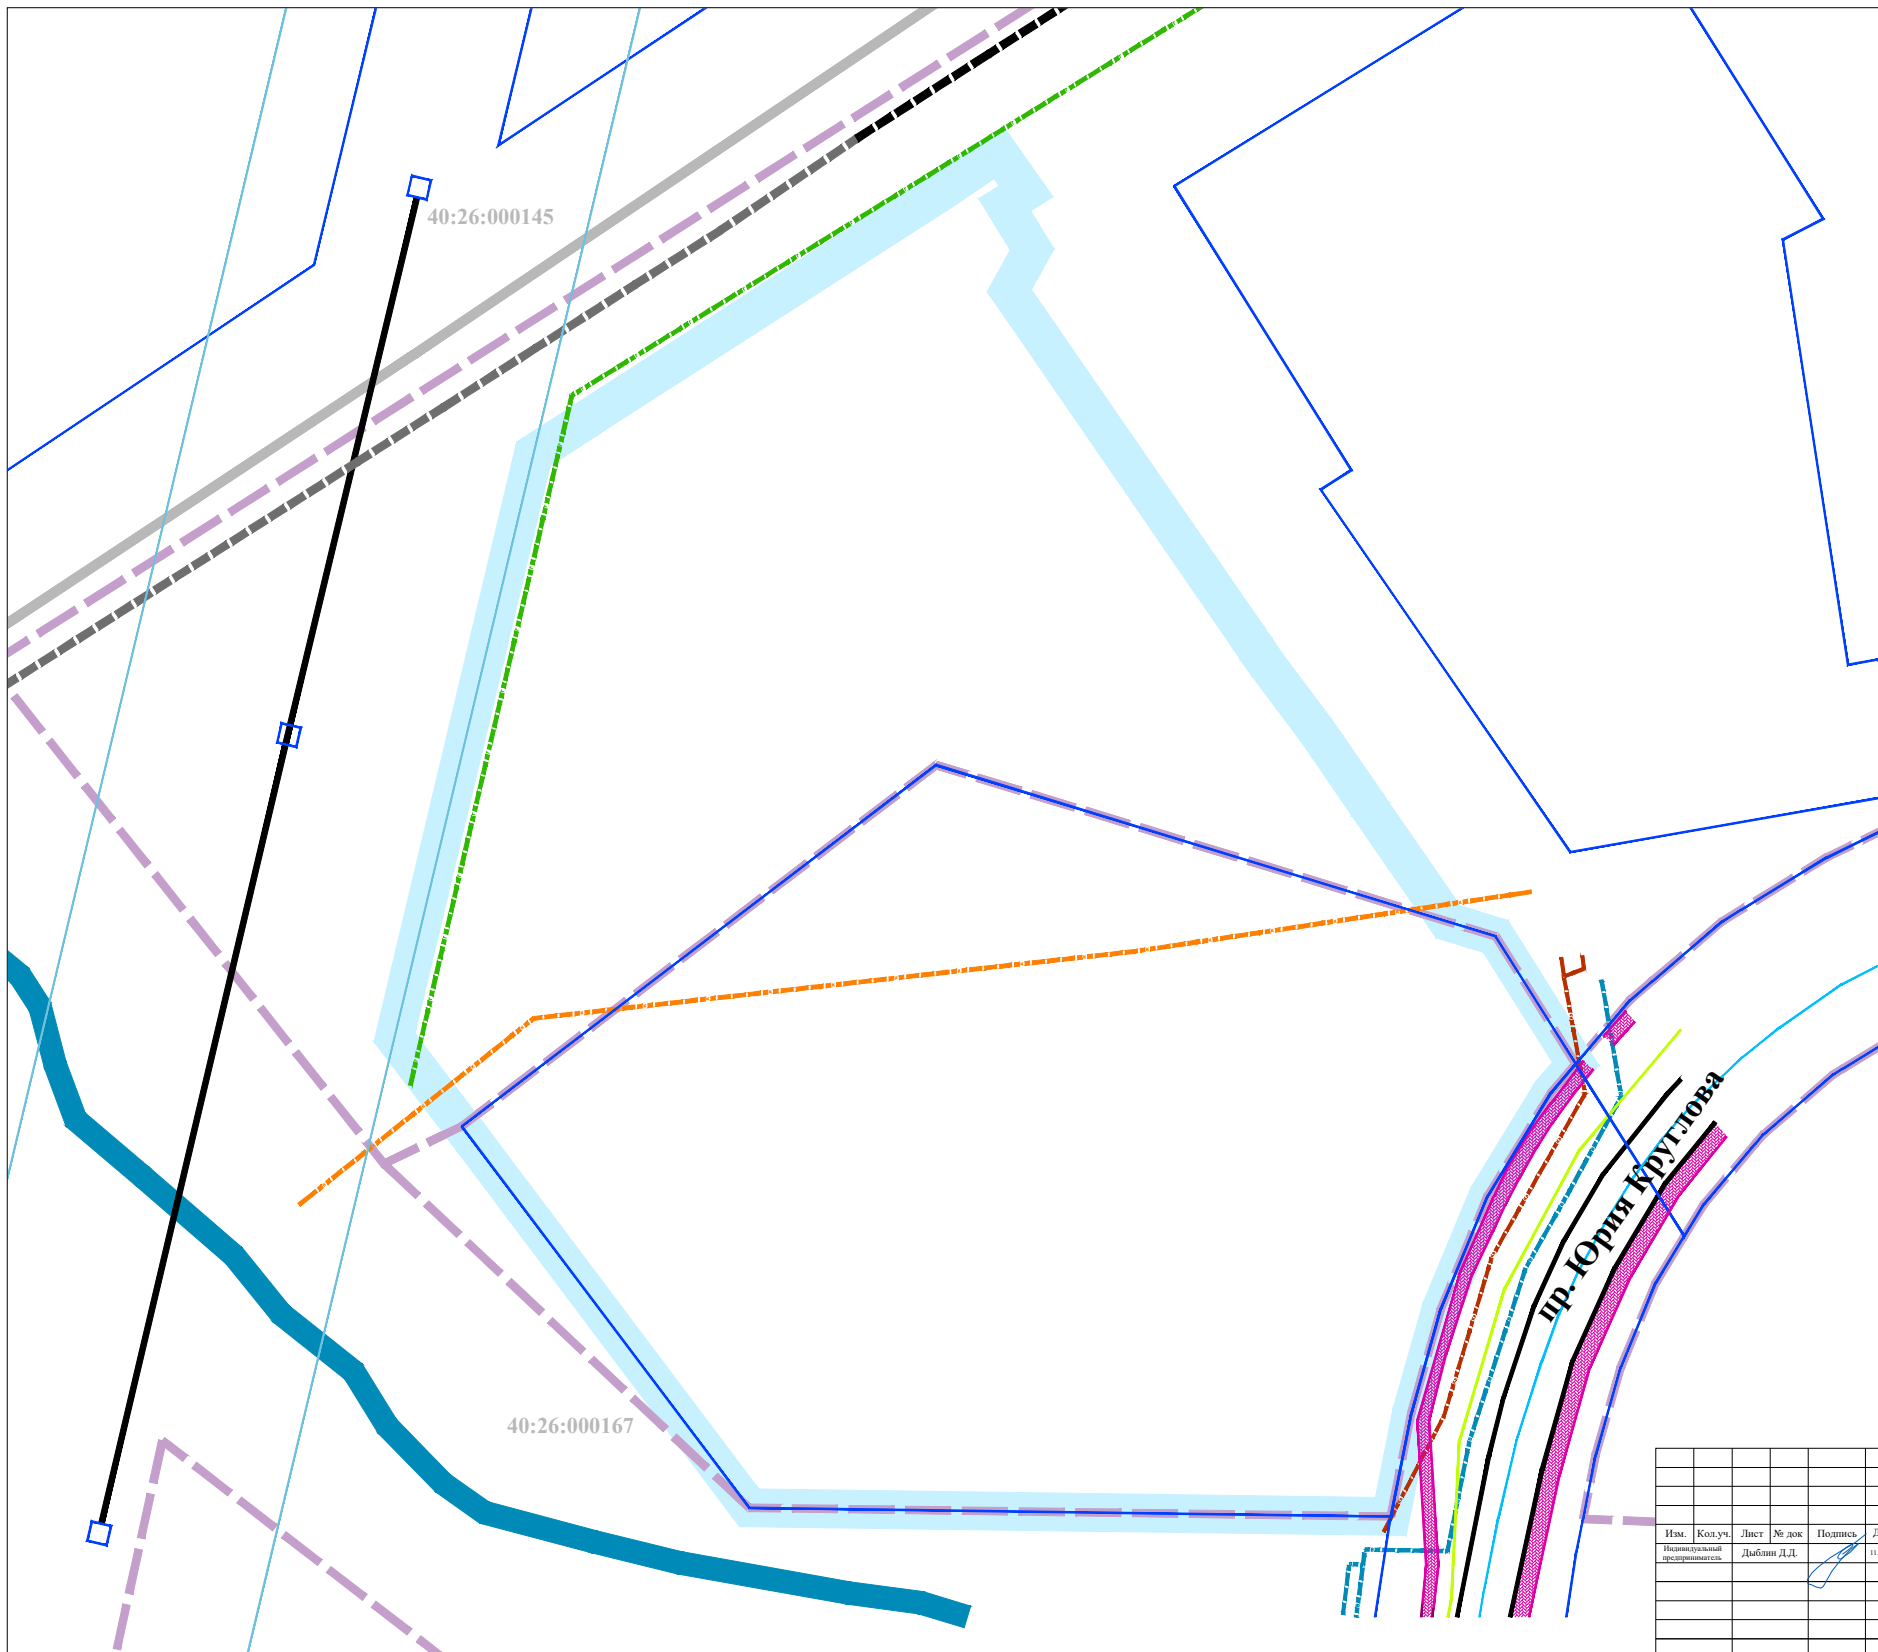 40:26:000145
пр. Юрия Круглова
40:26:000167
Изм. Кол.уч. Лист № док Подпись
Индивидуальный предприниматель Дыблин Д.Д. 11.